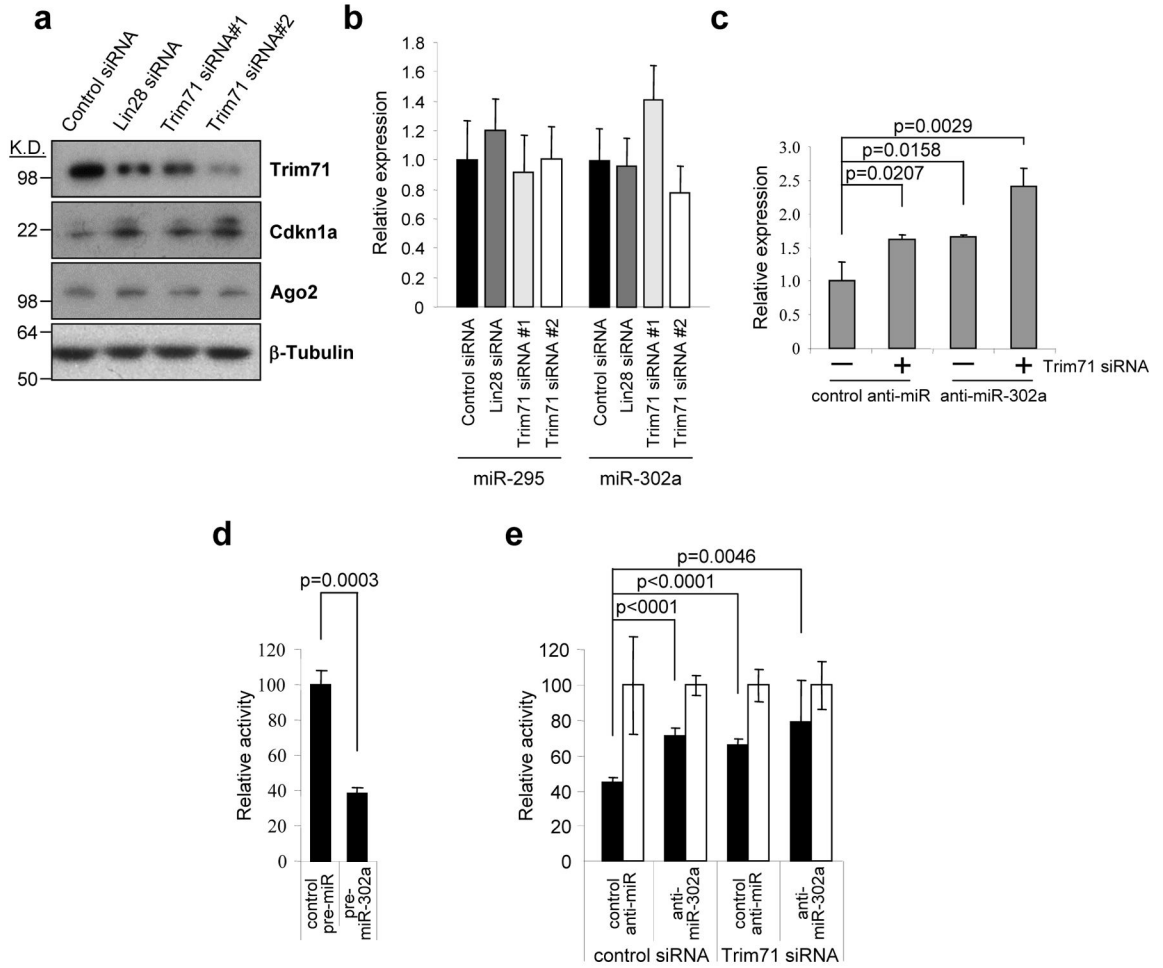 a
Control siRNA
Lin28 siRNA
Trim71 siRNA#1
Trim71 siRNA#2
K.D.
98
Trim71
22
Cdkn1a
98
Ago2
64
β-Tubulin
50
b
Relative expression
1.8
1.6
1.4
1.2
1.0
0.8
0.6
0.4
0.2
0
Control siRNA
Lin28 siRNA
Trim71 siRNA #1
Trim71 siRNA #2
Control siRNA
Lin28 siRNA
Trim71 siRNA #1
Trim71 siRNA #2
miR-295
miR-302a
c
p=0.0029
p=0.0158
p=0.0207
Relative expression
3.0
2.5
2.0
1.5
1.0
0.5
0
− + − + Trim71 siRNA
control anti-miR
anti-miR-302a
d
p=0.0003
Relative activity
120
100
80
60
40
20
0
control
pre-miR
pre-
miR-302a
e
p=0.0046
p<0.0001
p<0001
Relative activity
120
100
80
60
40
20
0
control
anti-miR
anti-
miR-302a
control
anti-miR
anti-
miR-302a
control siRNA
Trim71 siRNA